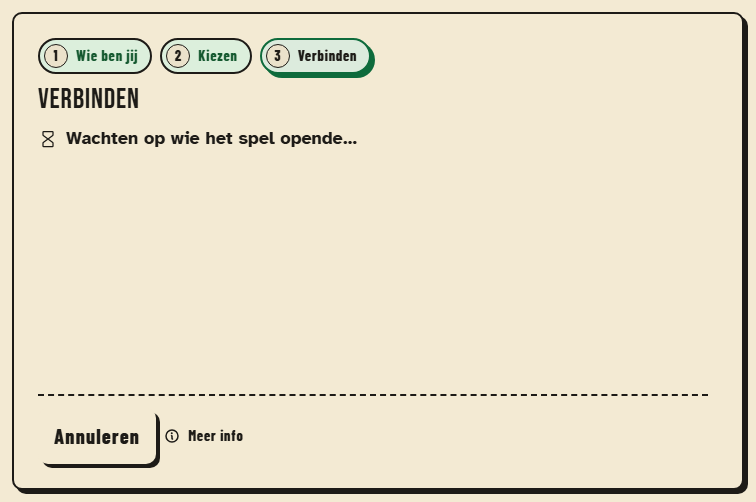 1 Wie ben jij 2 Kiezen 3 Verbinden
VERBINDEN
Wachten op wie het spel opende...
Annuleren Meer info